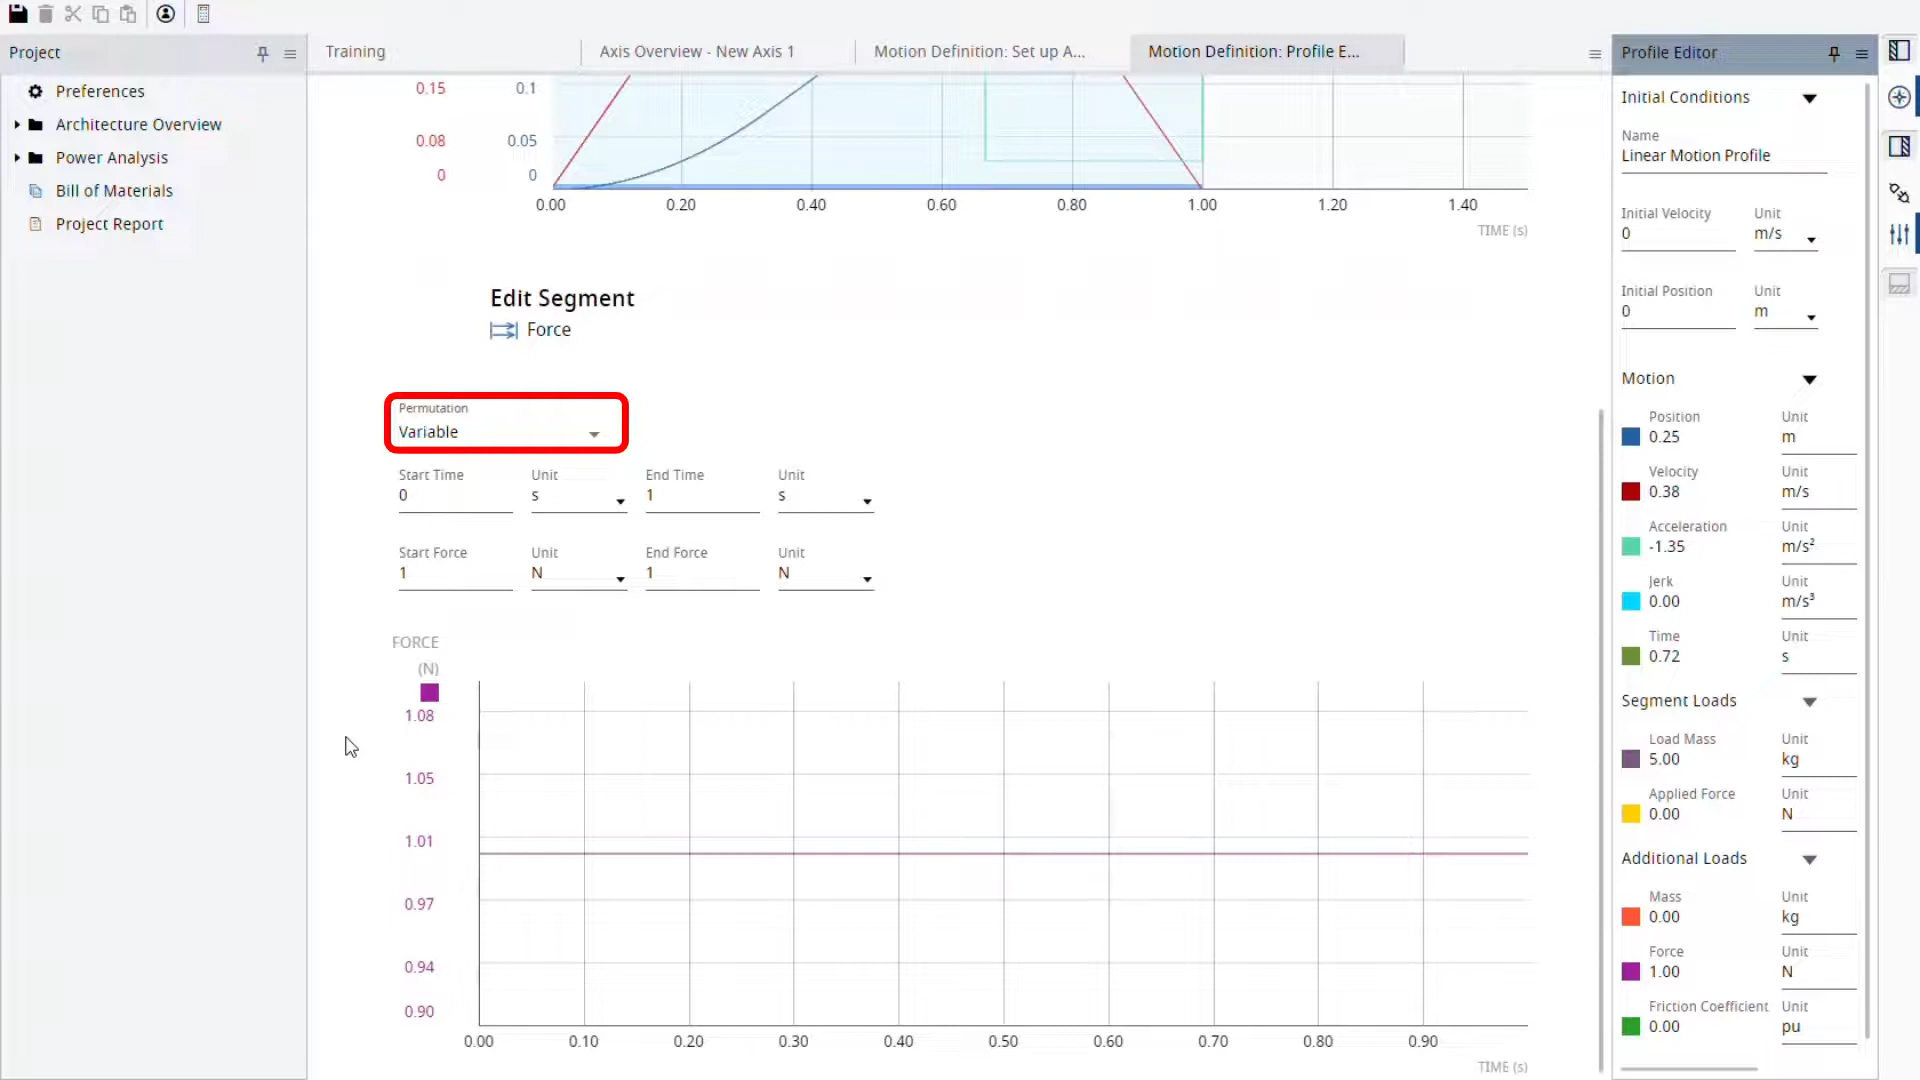 Project
Training
Axis Overview - New Axis 1
Motion Definition: Set up A...
Motion Definition: Profile E...
Profile Editor
Preferences
Architecture Overview
Power Analysis
Bill of Materials
Project Report
0.15 0.1
0.08 0.05
0 0
0.00 0.20 0.40 0.60 0.80 1.00 1.20 1.40
TIME (s)
Edit Segment
Force
Permutation
Variable
Start Time Unit End Time Unit
0 s 1 s
Start Force Unit End Force Unit
1 N 1 N
FORCE
(N)
1.08
1.05
1.01
0.97
0.94
0.90
0.00 0.10 0.20 0.30 0.40 0.50 0.60 0.70 0.80 0.90
TIME (s)
Initial Conditions
Name
Linear Motion Profile
Initial Velocity Unit
0 m/s
Initial Position Unit
0 m
Motion
Position Unit
0.25 m
Velocity Unit
0.38 m/s
Acceleration Unit
-1.35 m/s²
Jerk Unit
0.00 m/s³
Time Unit
0.72 s
Segment Loads
Load Mass Unit
5.00 kg
Applied Force Unit
0.00 N
Additional Loads
Mass Unit
0.00 kg
Force Unit
1.00 N
Friction Coefficient Unit
0.00 pu